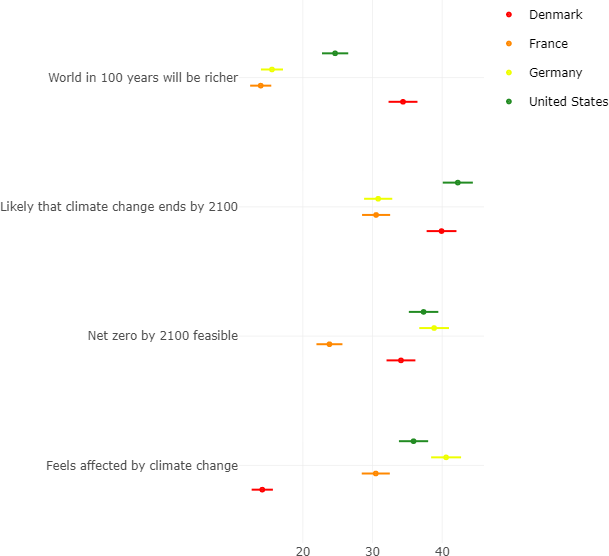 Denmark
France
Germany
United States
World in 100 years will be richer
Likely that climate change ends by 2100
Net zero by 2100 feasible
Feels affected by climate change
20 30 40